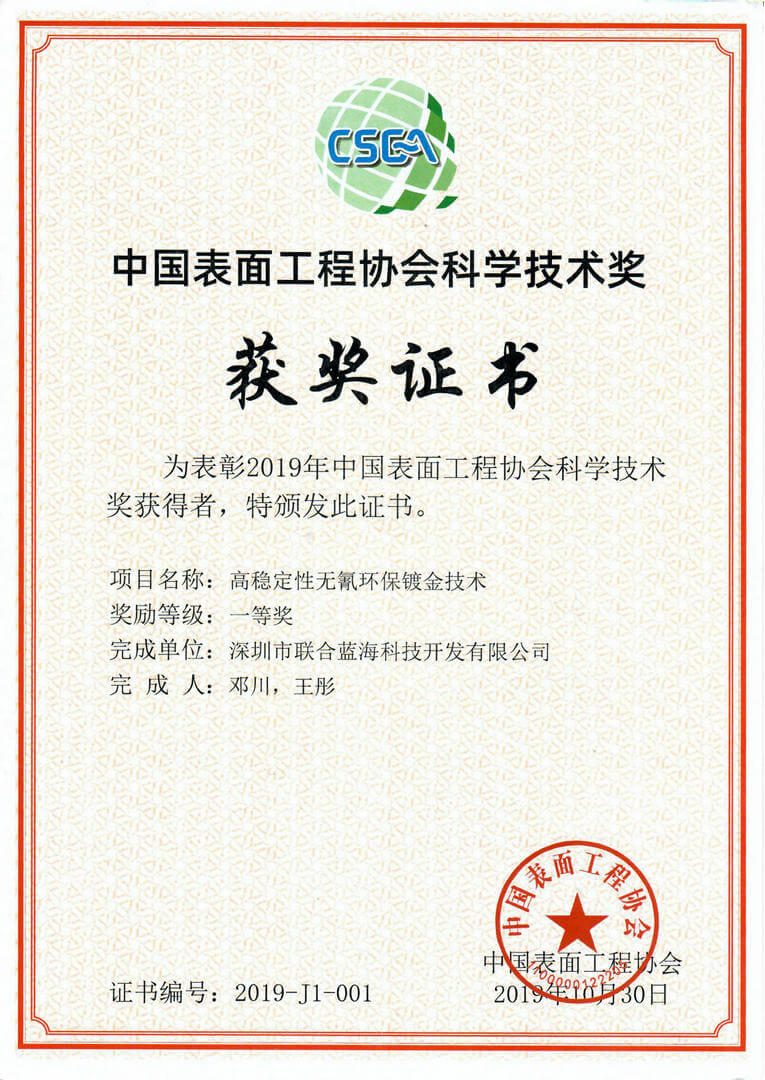 CSEA
中国表面工程协会科学技术奖
获奖证书
为表彰2019年中国表面工程协会科学技术
奖获得者，特颁发此证书。
项目名称：高稳定性无氰环保镀金技术
奖励等级：一等奖
完成单位：深圳市联合蓝海科技开发有限公司
完 成 人：邓川，王彤
中国表面工程协会
中国表面工程协会
证书编号：2019-J1-001
2019年10月30日